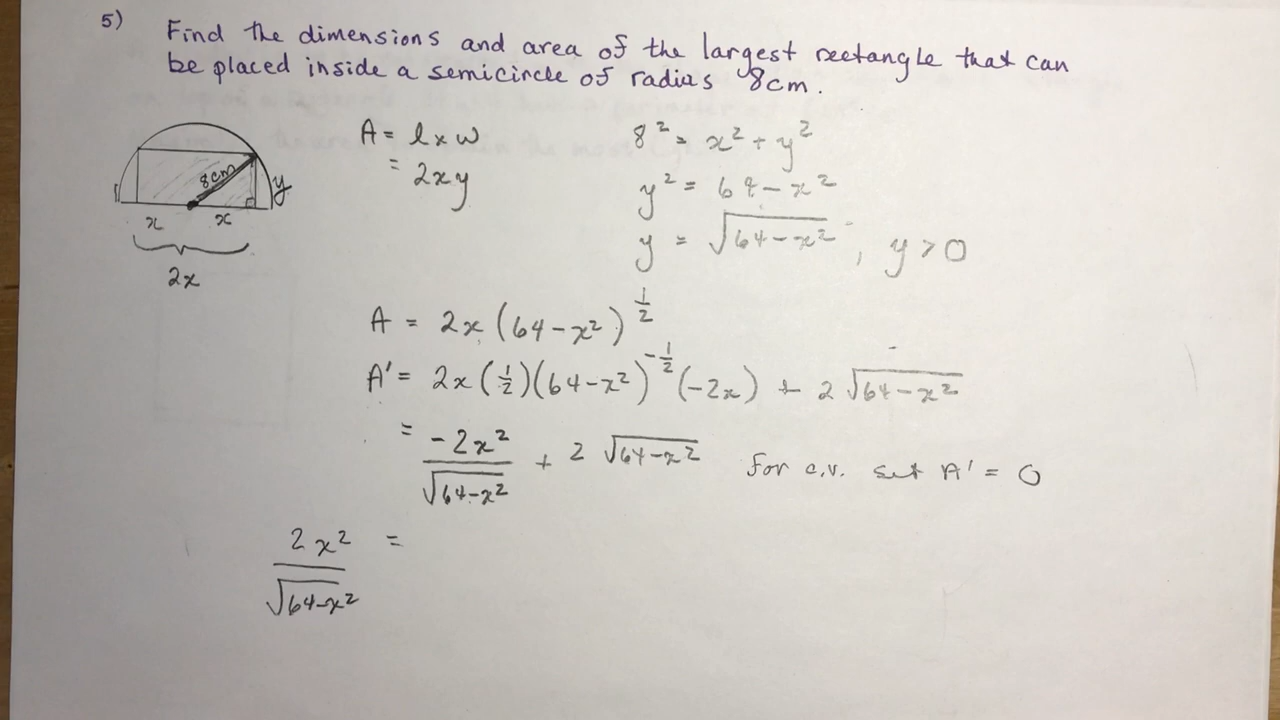 5) Find the dimensions and area of the largest rectangle that can
be placed inside a semicircle of radius 8cm.
8cm
y
x x
2x
A = l x w
= 2xy
8² = x² + y²
y² = 64 - x²
y = √(64-x²), y > 0
A = 2x(64-x²)^(1/2)
A' = 2x(1/2)(64-x²)^(-1/2)(-2x) + 2√(64-x²)
= -2x²/√(64-x²) + 2√(64-x²) For c.v. set A' = 0
2x²/√(64-x²) =